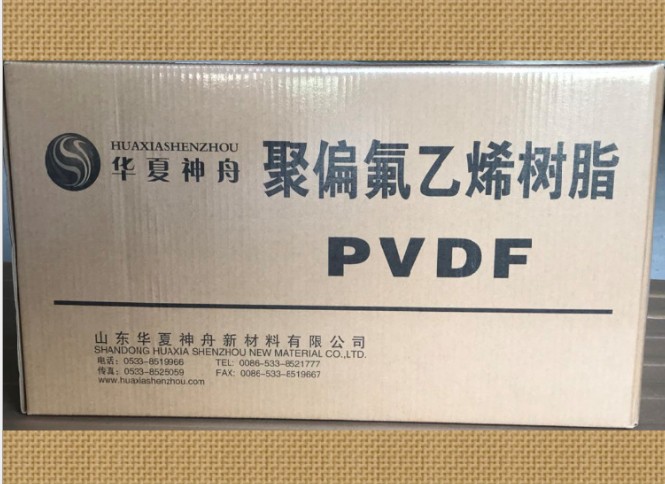 HUAXIASHENZHOU
华夏神舟
聚偏氟乙烯树脂
PVDF
山东华夏神舟新材料有限公司
SHANDONG HUAXIA SHENZHOU NEW MATERIAL CO.,LTD.
电话: 0533-8519966 TEL: 0086-533-8521777
传真: 0533-8525059 FAX: 0086-533-8519667
www.huaxiashenzhou.com